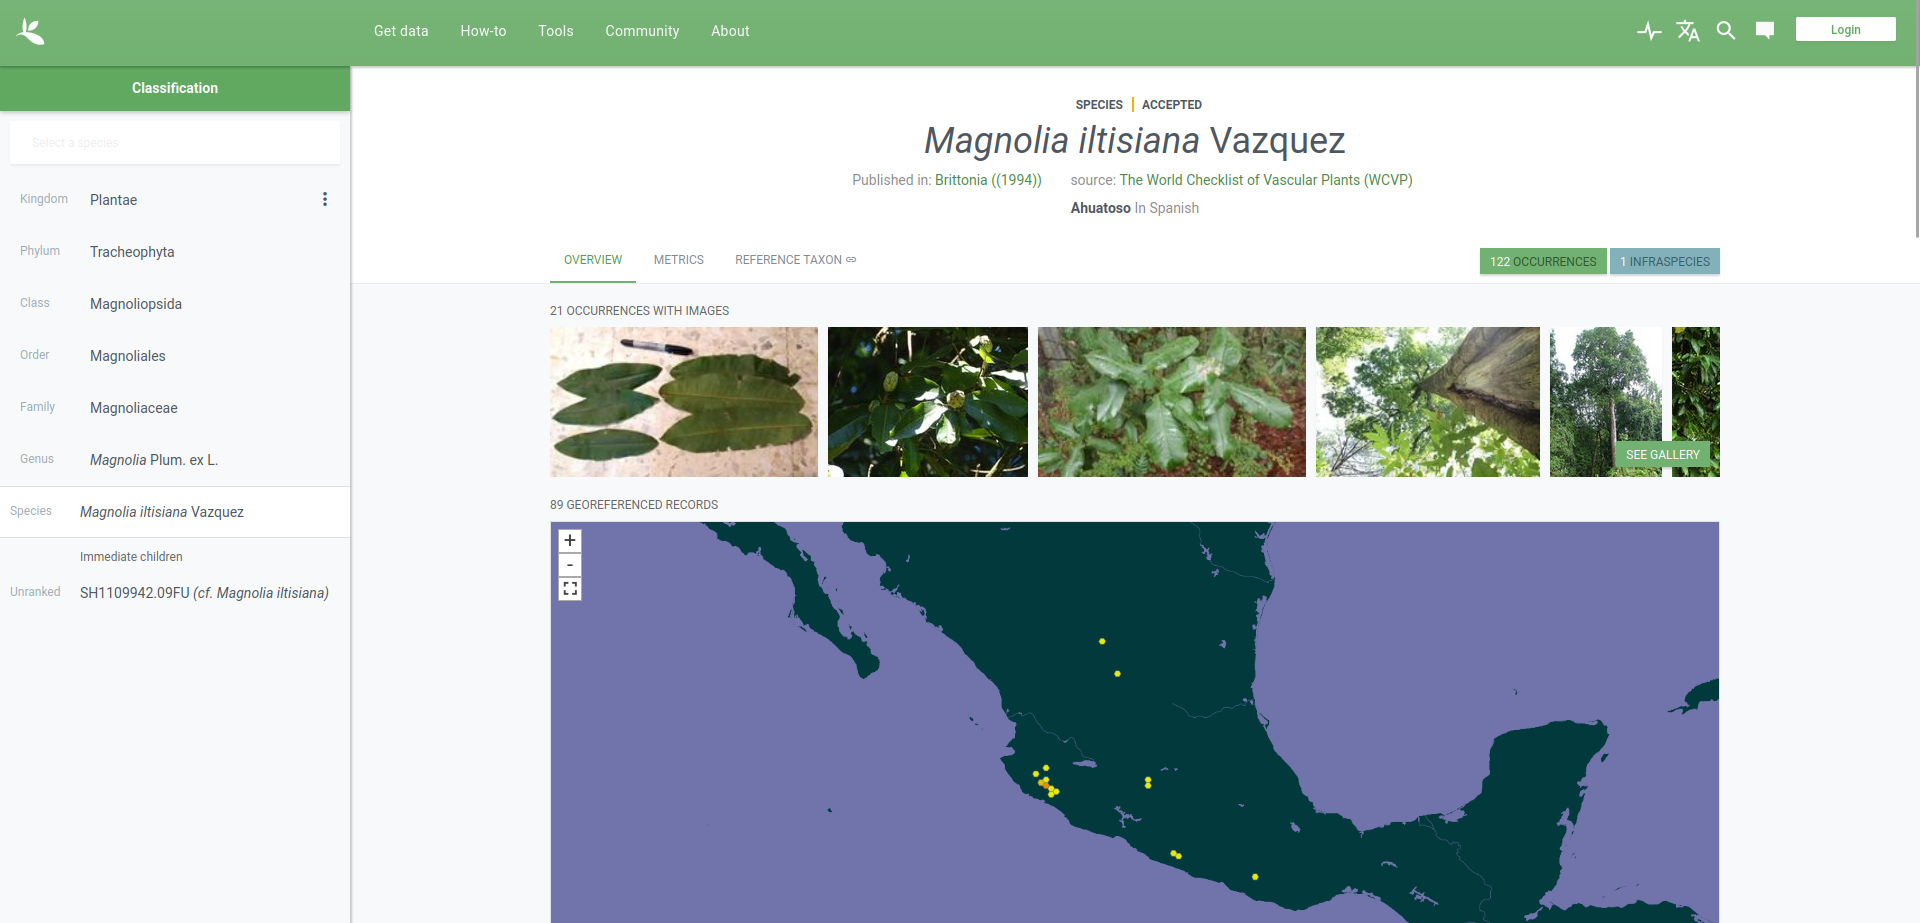 Get data How-to Tools Community About Login
Classification
Select a species
Kingdom Plantae
Phylum Tracheophyta
Class Magnoliopsida
Order Magnoliales
Family Magnoliaceae
Genus Magnolia Plum. ex L.
Species Magnolia iltisiana Vazquez
Immediate children
Unranked SH1109942.09FU (cf. Magnolia iltisiana)
SPECIES ACCEPTED
Magnolia iltisiana Vazquez
Published in: Brittonia ((1994)) source: The World Checklist of Vascular Plants (WCVP)
Ahuatoso In Spanish
OVERVIEW METRICS REFERENCE TAXON 122 OCCURRENCES 1 INFRASPECIES
21 OCCURRENCES WITH IMAGES
SEE GALLERY
89 GEOREFERENCED RECORDS
+
-